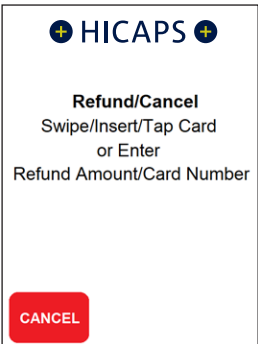 HICAPS
Refund/Cancel
Swipe/Insert/Tap Card
or Enter
Refund Amount/Card Number
CANCEL